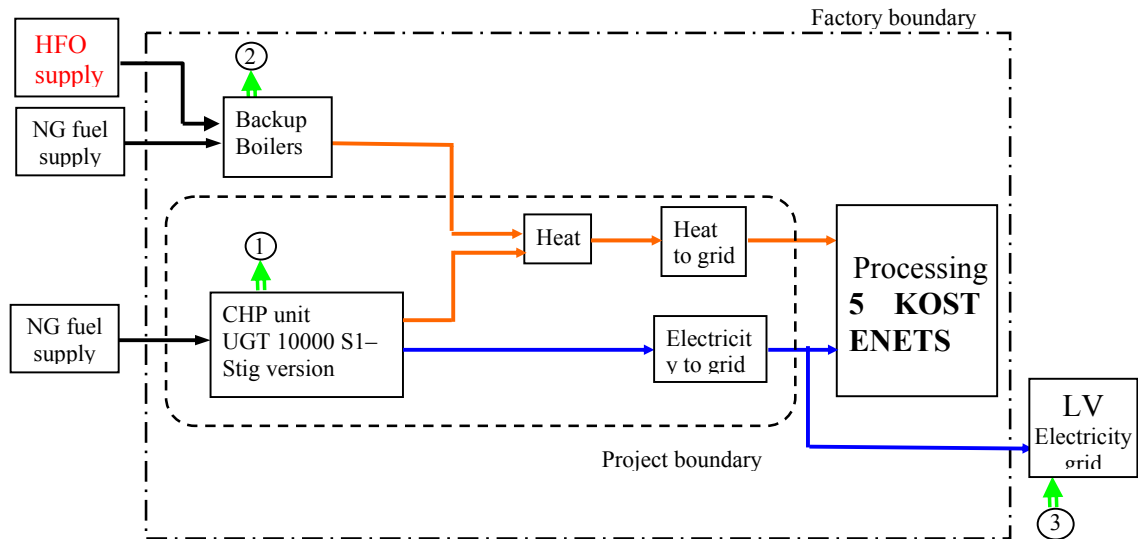 Factory boundary
HFO
supply
2
Backup
Boilers
NG fuel
supply
Heat
Heat
to grid
1
Processing
5 KOST
ENETS
CHP unit
UGT 10000 S1–
Stig version
NG fuel
supply
Electricit
y to grid
LV
Electricity
grid
Project boundary
3